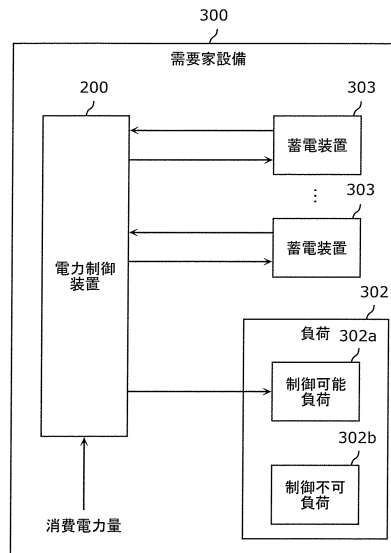 300
需要家設備
200
303
蓄電装置
⋮
303
蓄電装置
電力制御
装置
302
負荷
302a
制御可能
負荷
302b
制御不可
負荷
消費電力量